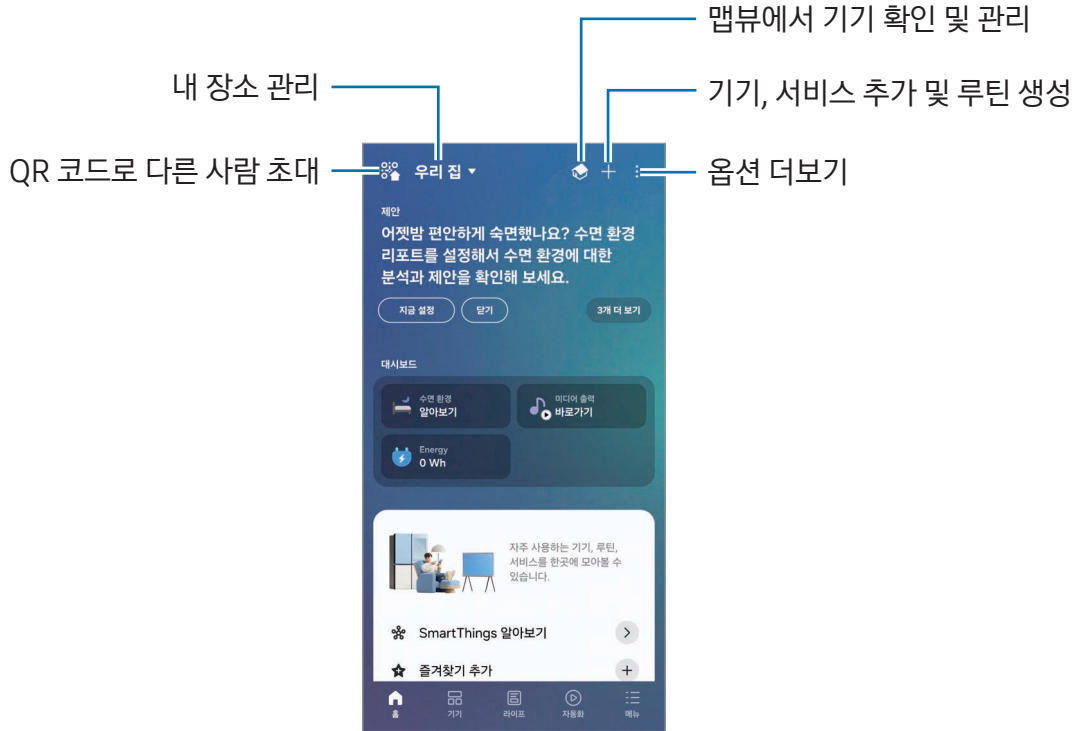 맵뷰에서 기기 확인 및 관리
내 장소 관리
기기, 서비스 추가 및 루틴 생성
QR 코드로 다른 사람 초대
옵션 더보기
우리 집
제안
어젯밤 편안하게 숙면했나요? 수면 환경
리포트를 설정해서 수면 환경에 대한
분석과 제안을 확인해 보세요.
지금 설정
닫기
3개 더 보기
대시보드
수면 환경
알아보기
미디어 출력
바로가기
Energy
0 Wh
자주 사용하는 기기, 루틴,
서비스를 한곳에 모아볼 수
있습니다.
SmartThings 알아보기
즐겨찾기 추가
홈
기기
라이프
자동화
메뉴